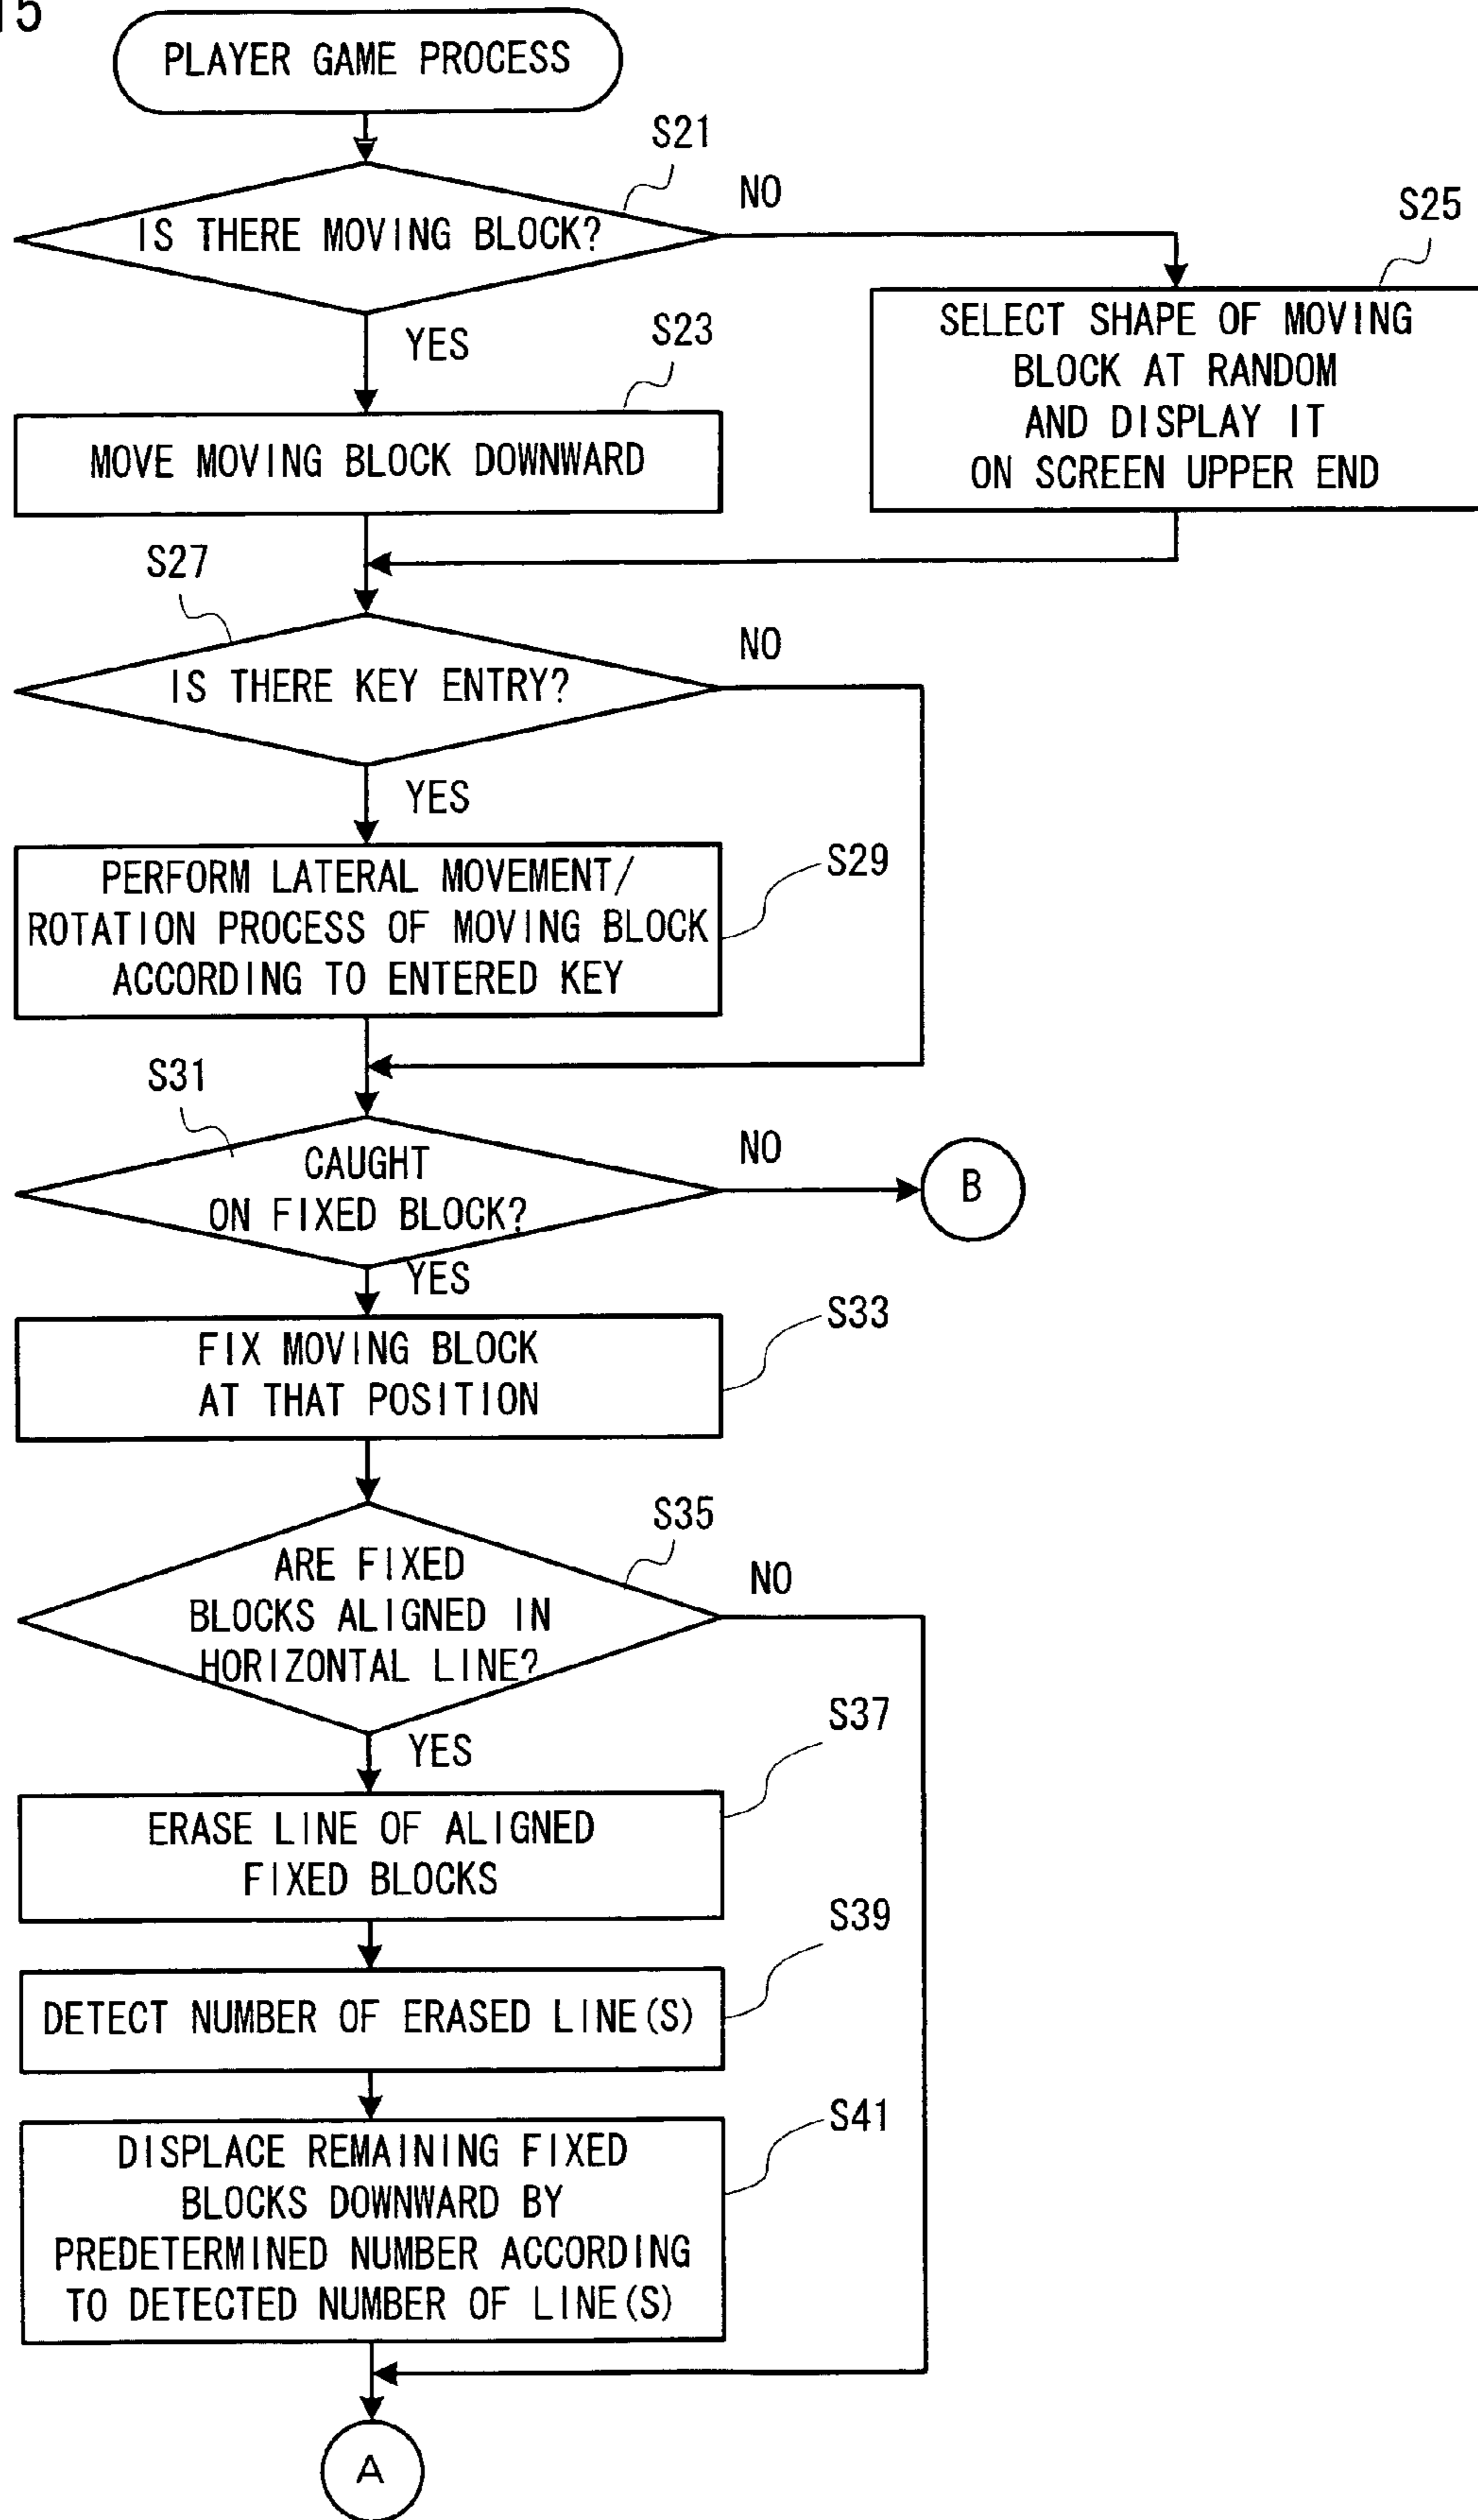 15
PLAYER GAME PROCESS
S21
NO
IS THERE MOVING BLOCK?
S25
YES
S23
SELECT SHAPE OF MOVING
BLOCK AT RANDOM
AND DISPLAY IT
ON SCREEN UPPER END
MOVE MOVING BLOCK DOWNWARD
S27
NO
IS THERE KEY ENTRY?
YES
PERFORM LATERAL MOVEMENT/
ROTATION PROCESS OF MOVING BLOCK
ACCORDING TO ENTERED KEY
S29
S31
NO
CAUGHT
ON FIXED BLOCK?
B
YES
S33
FIX MOVING BLOCK
AT THAT POSITION
S35
NO
ARE FIXED
BLOCKS ALIGNED IN
HORIZONTAL LINE?
YES
S37
ERASE LINE OF ALIGNED
FIXED BLOCKS
S39
DETECT NUMBER OF ERASED LINE(S)
S41
DISPLACE REMAINING FIXED
BLOCKS DOWNWARD BY
PREDETERMINED NUMBER ACCORDING
TO DETECTED NUMBER OF LINE(S)
A